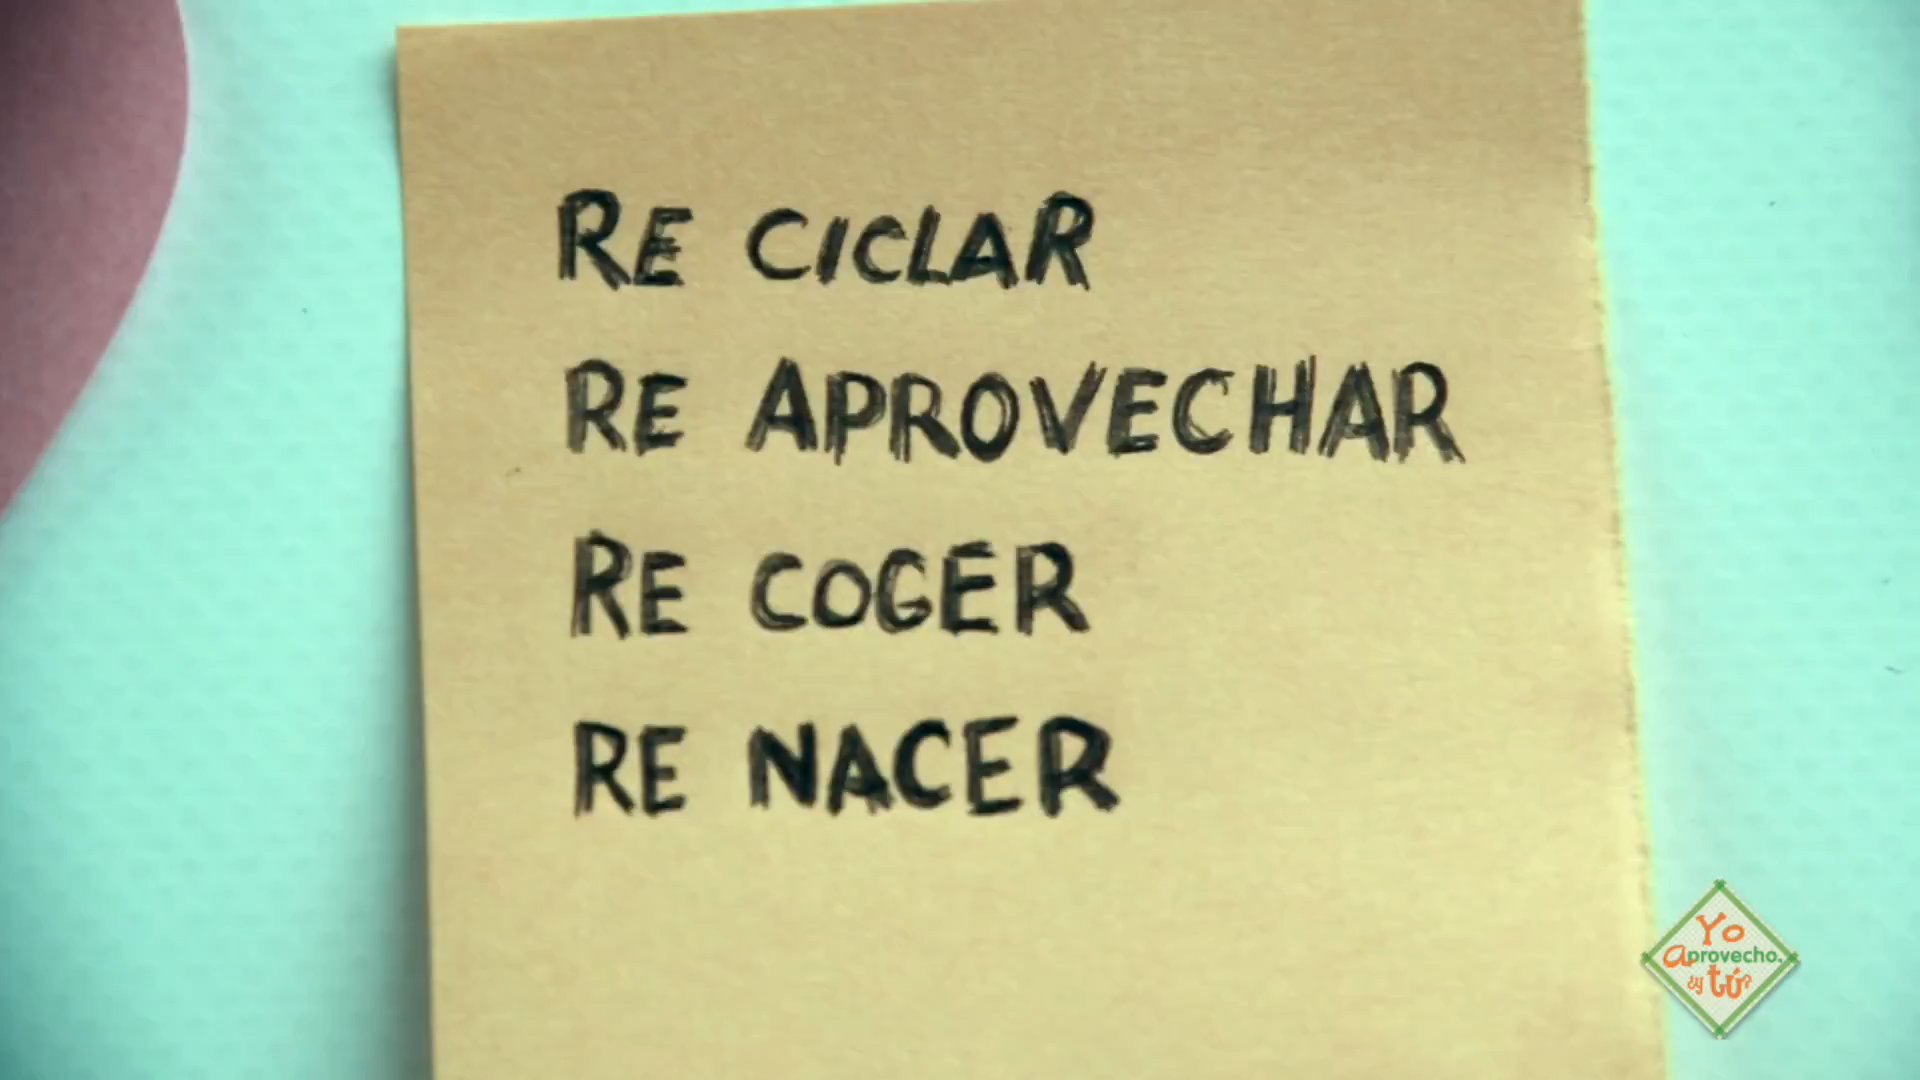 RE CICLAR
RE APROVECHAR
RE COGER
RE NACER
Yo
aprovecho.
¿y tú?